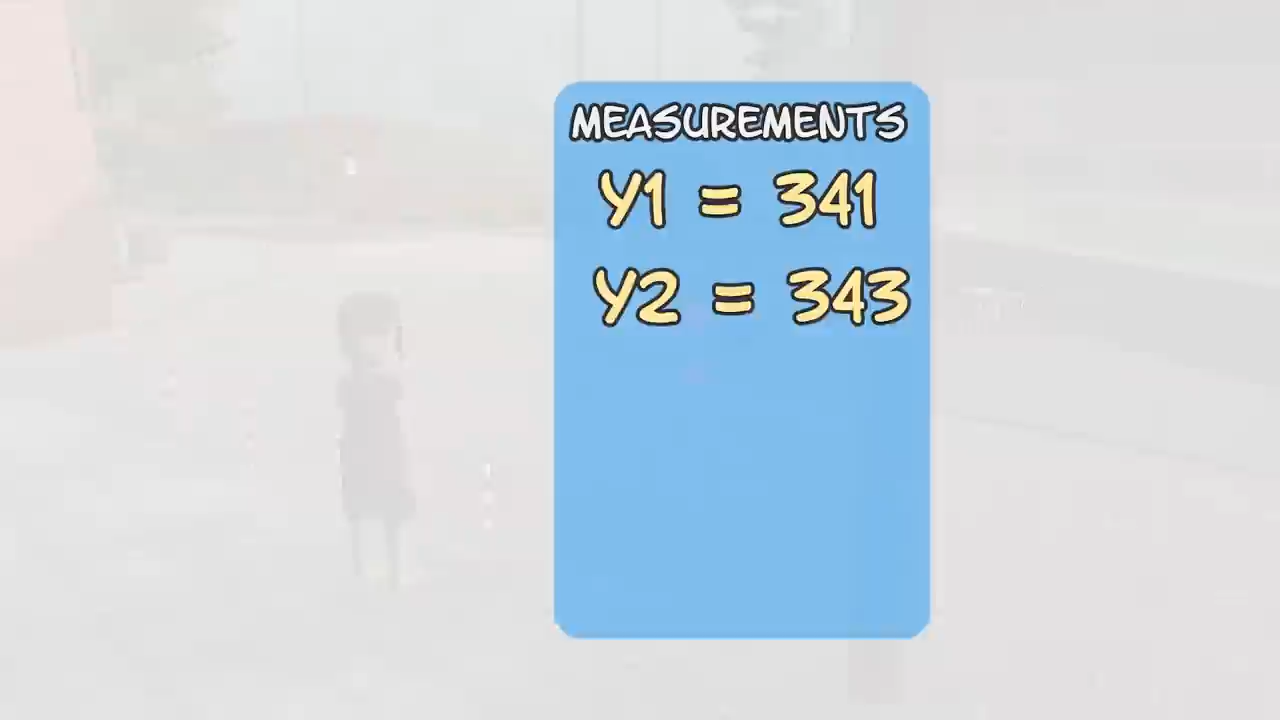 MEASUREMENTS
Y1 = 341
Y2 = 343